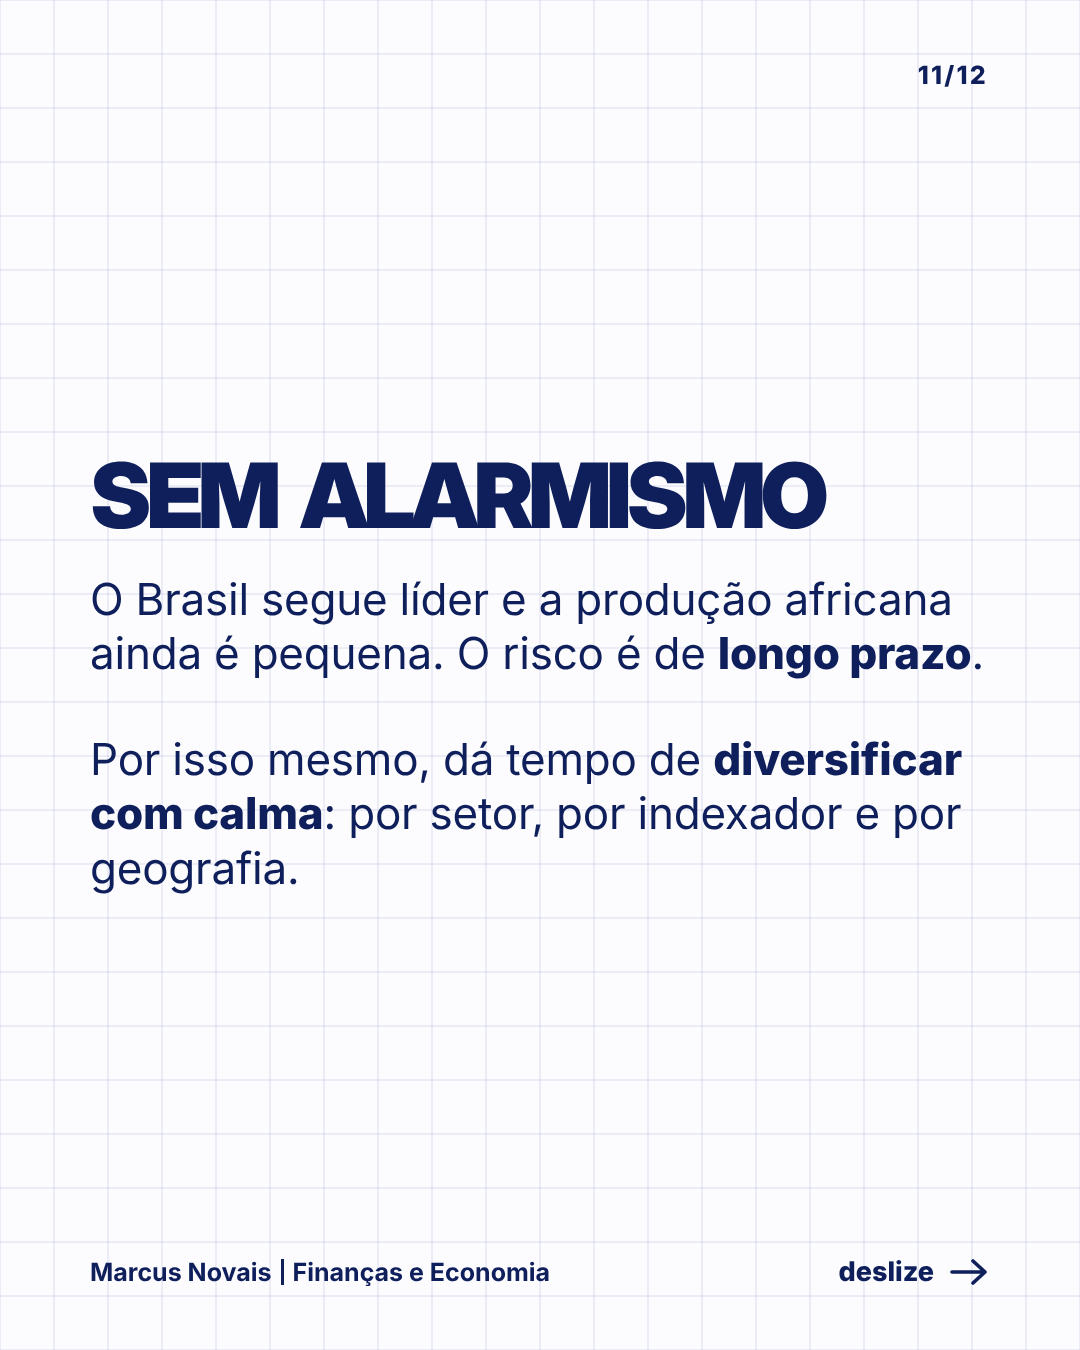 11/12
SEM ALARMISMO
O Brasil segue líder e a produção africana
ainda é pequena. O risco é de longo prazo.
Por isso mesmo, dá tempo de diversificar
com calma: por setor, por indexador e por
geografia.
Marcus Novais | Finanças e Economia
deslize →